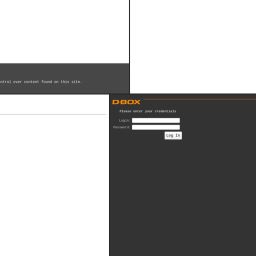 ntrol over content found on this site.
D-BOX
Please enter your credentials
Login:
Password:
Log In